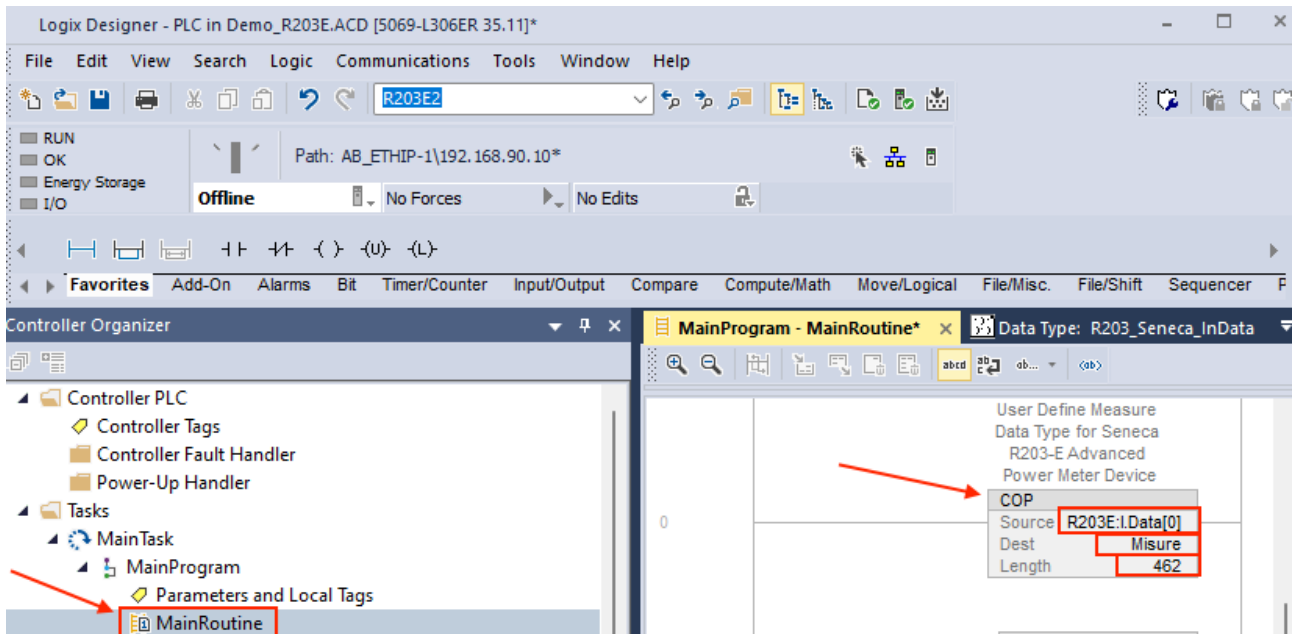 Logix Designer - PLC in Demo_R203E.ACD [5069-L306ER 35.11]*
File Edit View Search Logic Communications Tools Window Help
R203E2
RUN
OK
Energy Storage
I/O
Path: AB_ETHIP-1\192.168.90.10*
Offline
No Forces
No Edits
(U) (L)
Favorites Add-On Alarms Bit Timer/Counter Input/Output Compare Compute/Math Move/Logical File/Misc. File/Shift Sequencer
Controller Organizer
Controller PLC
Controller Tags
Controller Fault Handler
Power-Up Handler
Tasks
MainTask
MainProgram
Parameters and Local Tags
MainRoutine
MainProgram - MainRoutine*
Data Type: R203_Seneca_InData
abcd ab... <ab>
0
User Define Measure
Data Type for Seneca
R203-E Advanced
Power Meter Device
COP
Source R203E:I.Data[0]
Dest Misure
Length 462